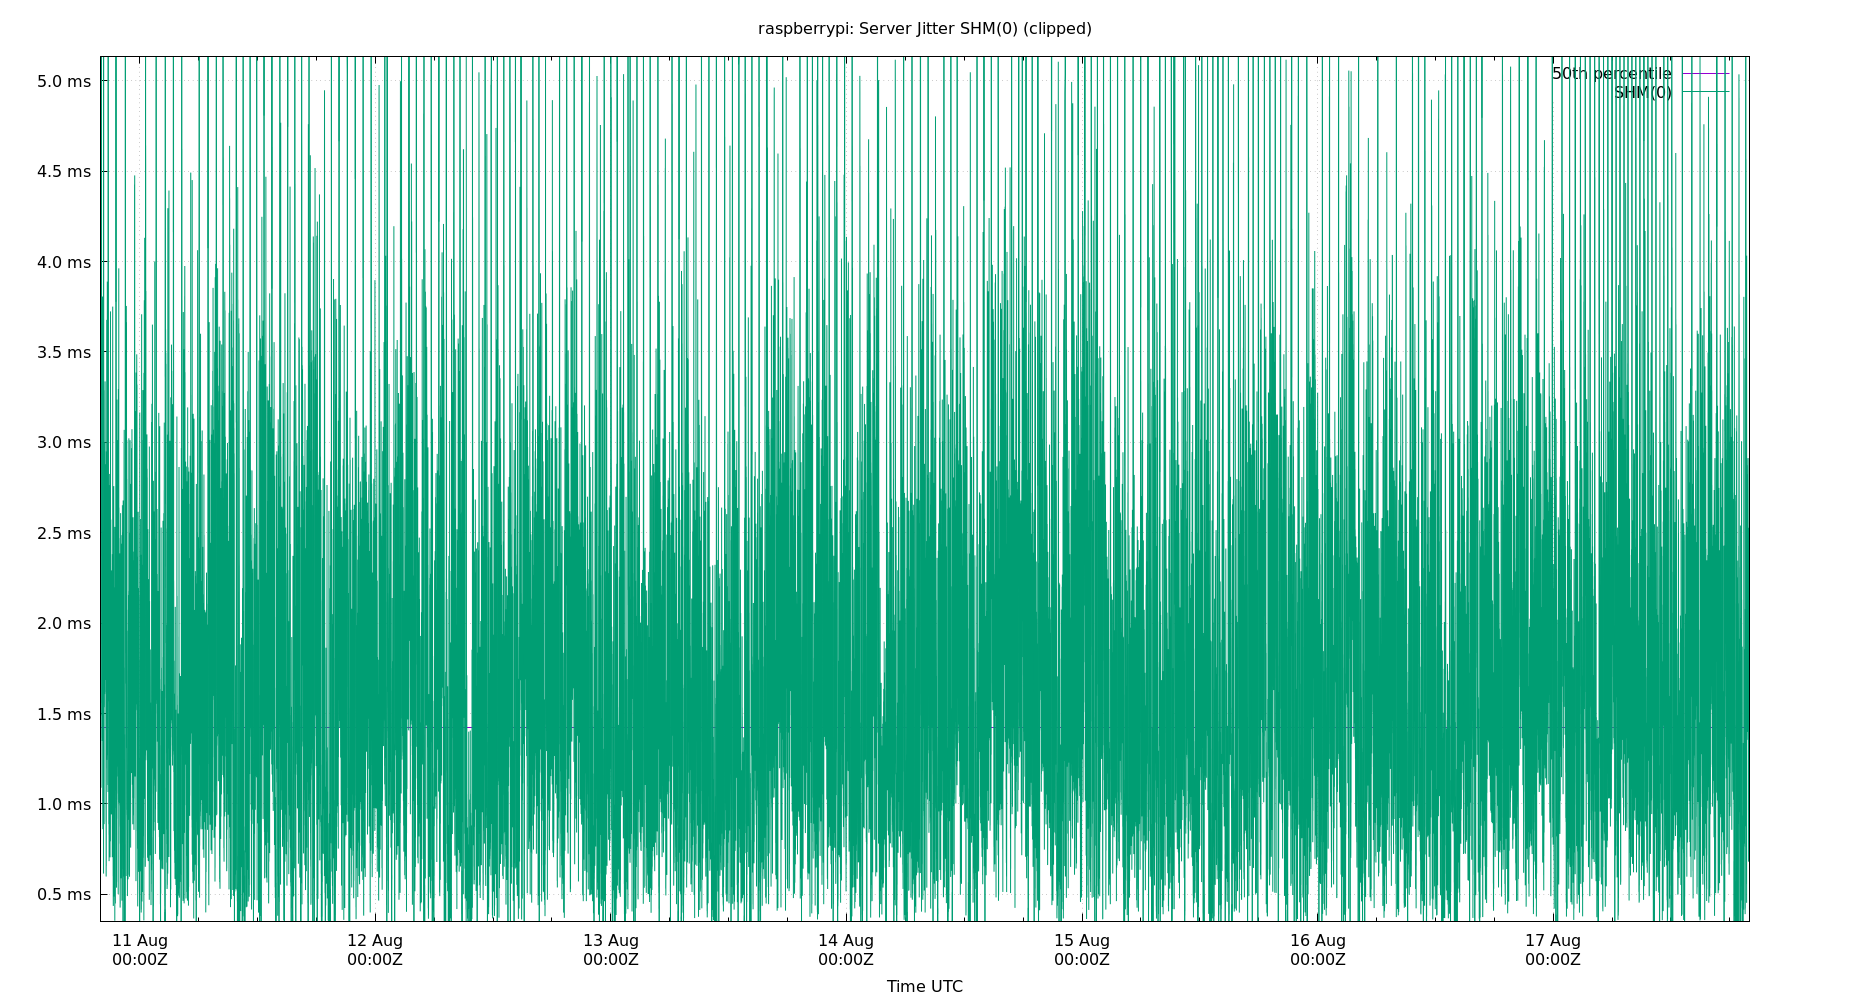 raspberrypi: Server Jitter SHM(0) (clipped)
50th percentile
SHM(0)
5.0 ms
4.5 ms
4.0 ms
3.5 ms
3.0 ms
2.5 ms
2.0 ms
1.5 ms
1.0 ms
0.5 ms
11 Aug 12 Aug 13 Aug 14 Aug 15 Aug 16 Aug 17 Aug
00:00Z 00:00Z 00:00Z 00:00Z 00:00Z 00:00Z 00:00Z
Time UTC